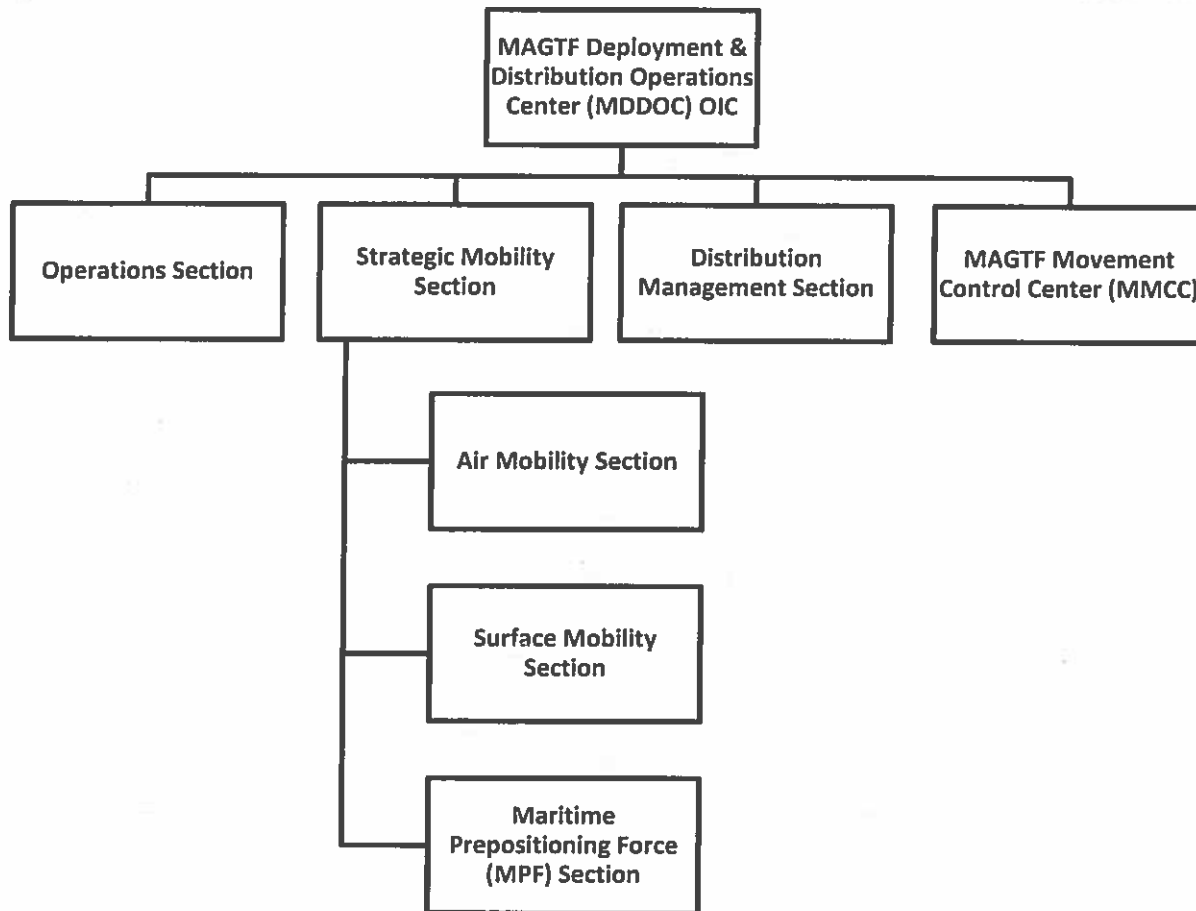 MAGTF Deployment &
Distribution Operations
Center (MDDOC) OIC
Operations Section
Strategic Mobility
Section
Distribution
Management Section
MAGTF Movement
Control Center (MMCC)
Air Mobility Section
Surface Mobility
Section
Maritime
Prepositioning Force
(MPF) Section